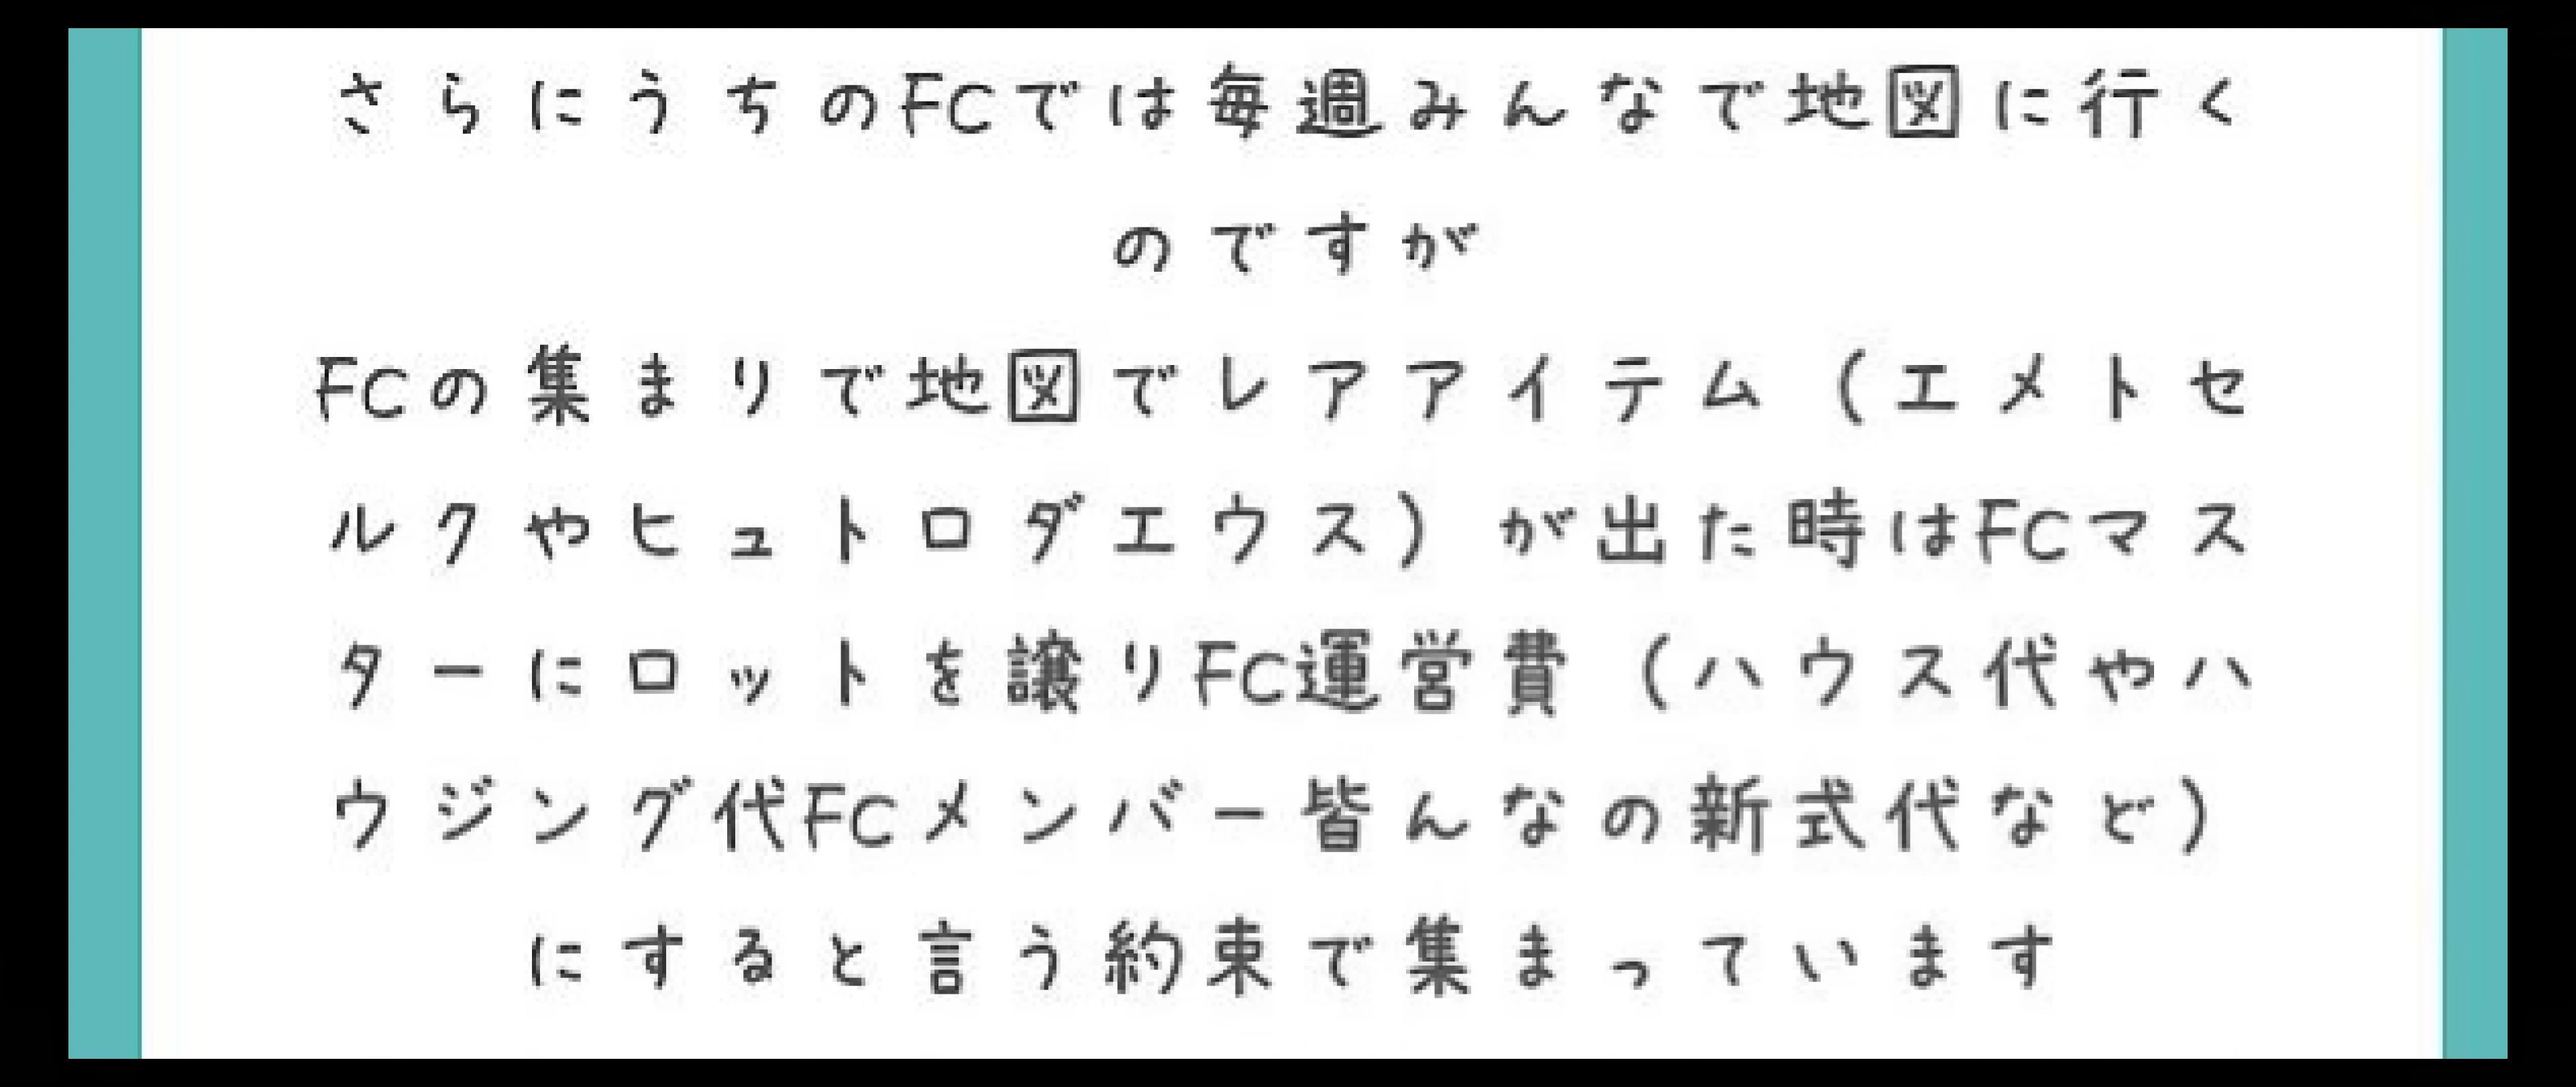 さらにうちのFCでは毎週みんなで地図に行く
のですが
FCの集まりで地図でレアアイテム（エメトセ
ルクやヒュトロダエウス）が出た時はFCマス
ターにロットを譲りFC運営費（ハウス代やハ
ウジング代FCメンバー皆んなの新式代など）
にすると言う約束で集まっています